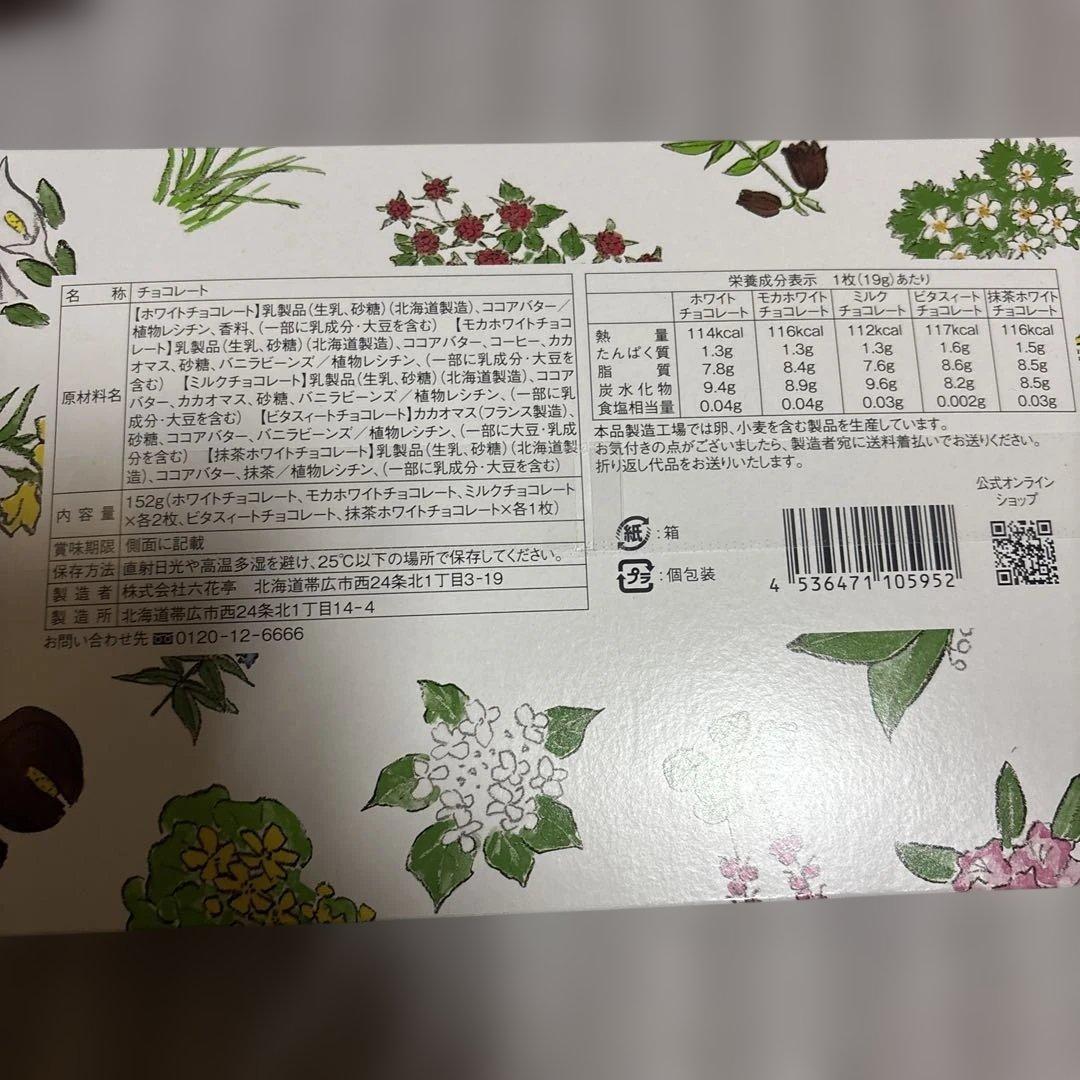 名称 チョコレート
原材料名
【ホワイトチョコレート】乳製品（生乳、砂糖）（北海道製造）、ココアバター／
植物レシチン、香料、（一部に乳成分・大豆を含む） 【モカホワイトチョコ
レート】乳製品（生乳、砂糖）（北海道製造）、ココアバター、コーヒー、カカ
オマス、砂糖、バニラビーンズ／植物レシチン、（一部に乳成分・大豆を
含む） 【ミルクチョコレート】乳製品（生乳、砂糖）（北海道製造）、ココア
バター、カカオマス、砂糖、バニラビーンズ／植物レシチン、（一部に乳
成分・大豆を含む） 【ビタスィートチョコレート】カカオマス（フランス製造）、
砂糖、ココアバター、バニラビーンズ／植物レシチン、（一部に大豆・乳成
分を含む） 【抹茶ホワイトチョコレート】乳製品（生乳、砂糖）（北海道製
造）、ココアバター、抹茶／植物レシチン、（一部に乳成分・大豆を含む）
内容量 152g（ホワイトチョコレート、モカホワイトチョコレート、ミルクチョコレート
×各2枚、ビタスィートチョコレート、抹茶ホワイトチョコレート×各1枚）
賞味期限 側面に記載
保存方法 直射日光や高温多湿を避け、25℃以下の場所で保存してください。
製造者 株式会社六花亭 北海道帯広市西24条北1丁目3-19
製造所 北海道帯広市西24条北1丁目14-4
お問い合わせ先 0120-12-6666
栄養成分表示 1枚（19g）あたり
ホワイトチョコレート モカホワイトチョコレート ミルクチョコレート ビタスィートチョコレート 抹茶ホワイトチョコレート
熱量 114kcal 116kcal 112kcal 117kcal 116kcal
たんぱく質 1.3g 1.3g 1.3g 1.6g 1.5g
脂質 7.8g 8.4g 7.6g 8.6g 8.5g
炭水化物 9.4g 8.9g 9.6g 8.2g 8.5g
食塩相当量 0.04g 0.04g 0.03g 0.002g 0.03g
本品製造工場では卵、小麦を含む製品を生産しています。
お気付きの点がございましたら、製造者宛に送料着払いでお送りください。
折り返し代品をお送りいたします。
公式オンライン
ショップ
紙：箱
プラ：個包装
4 536471 105952